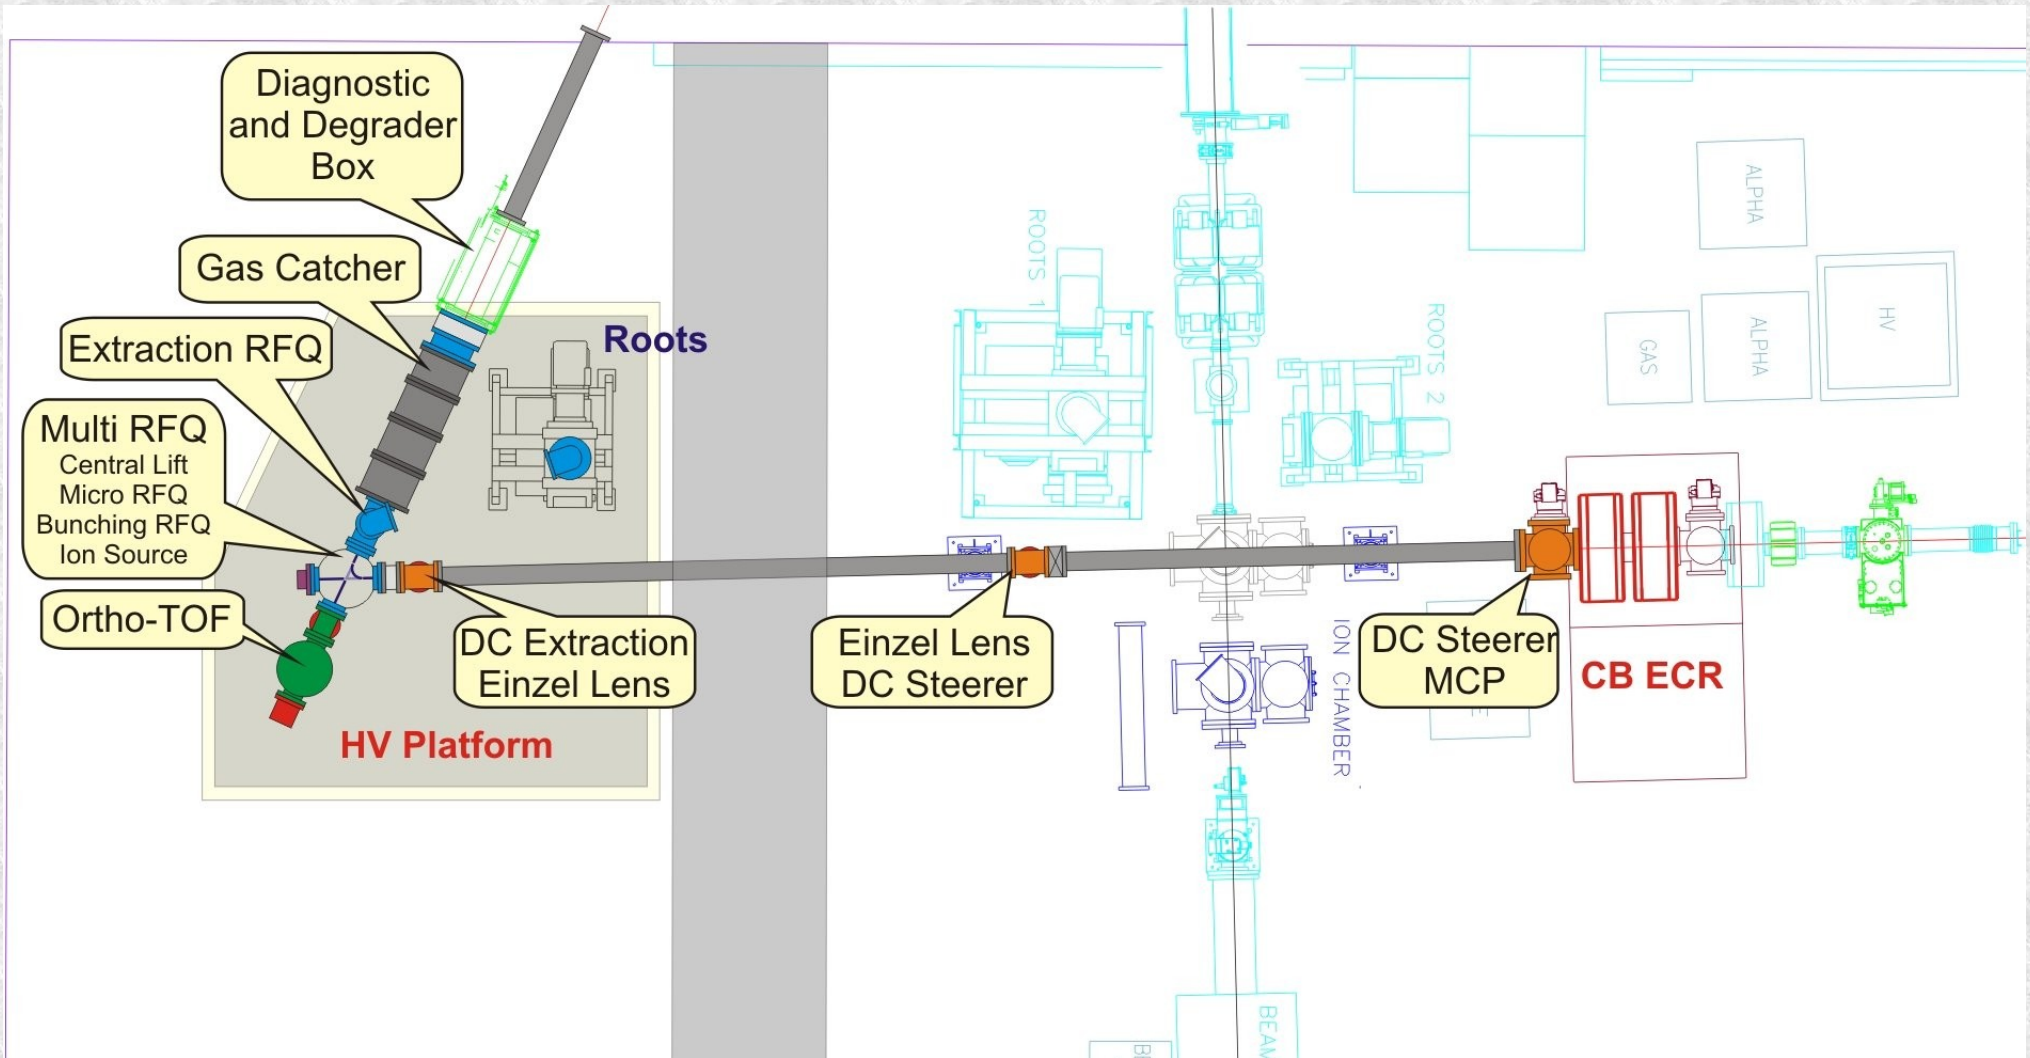 Diagnostic
and Degrader
Box
Gas Catcher
Extraction RFQ
Multi RFQ
Central Lift
Micro RFQ
Bunching RFQ
Ion Source
Ortho-TOF
Roots
HV Platform
DC Extraction
Einzel Lens
Einzel Lens
DC Steerer
DC Steerer
MCP
CB ECR
ROOTS 1
ROOTS 2
ION CHAMBER
ALPHA
ALPHA
GAS
HV